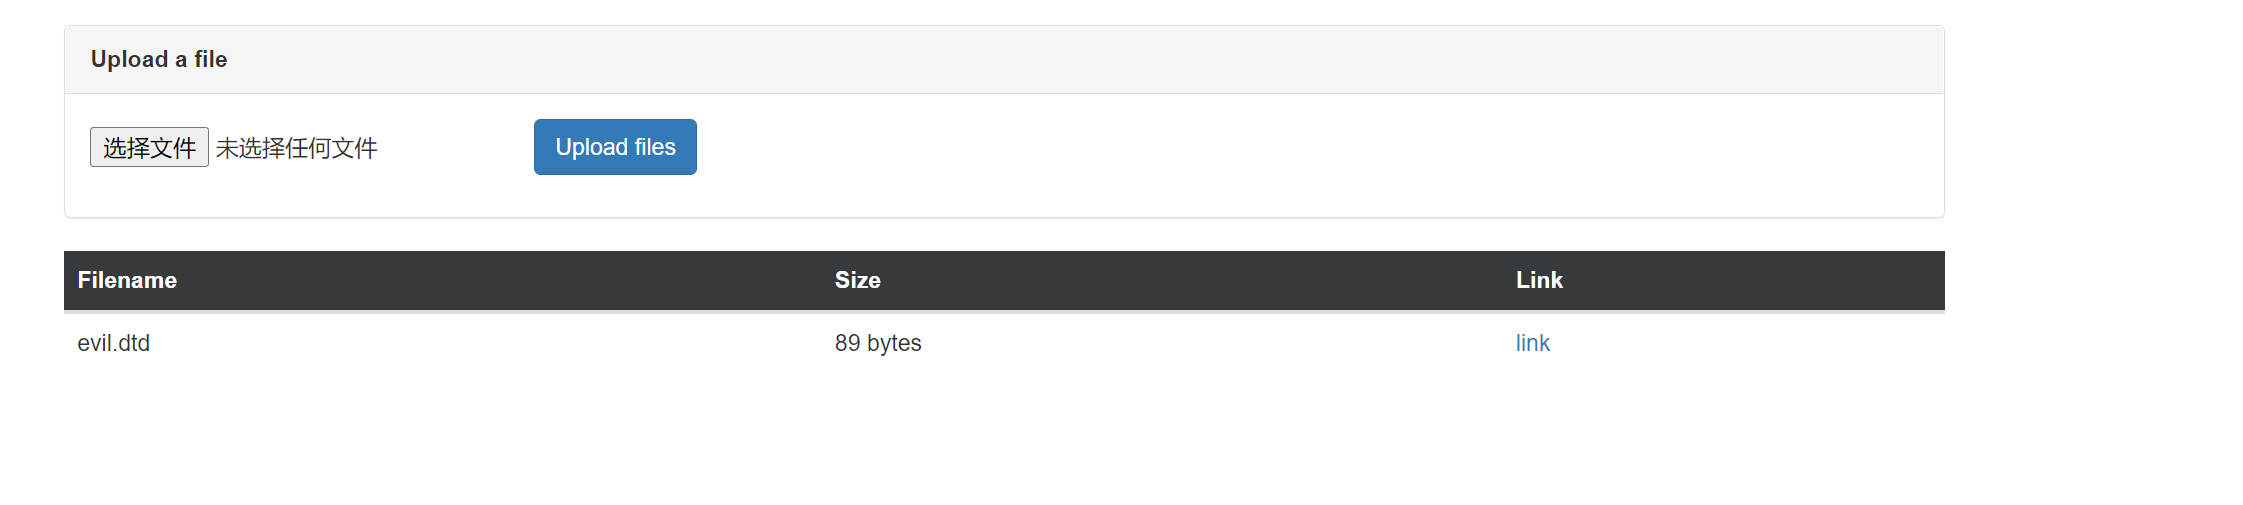 Upload a file
选择文件 未选择任何文件 Upload files
Filename Size Link
evil.dtd 89 bytes link